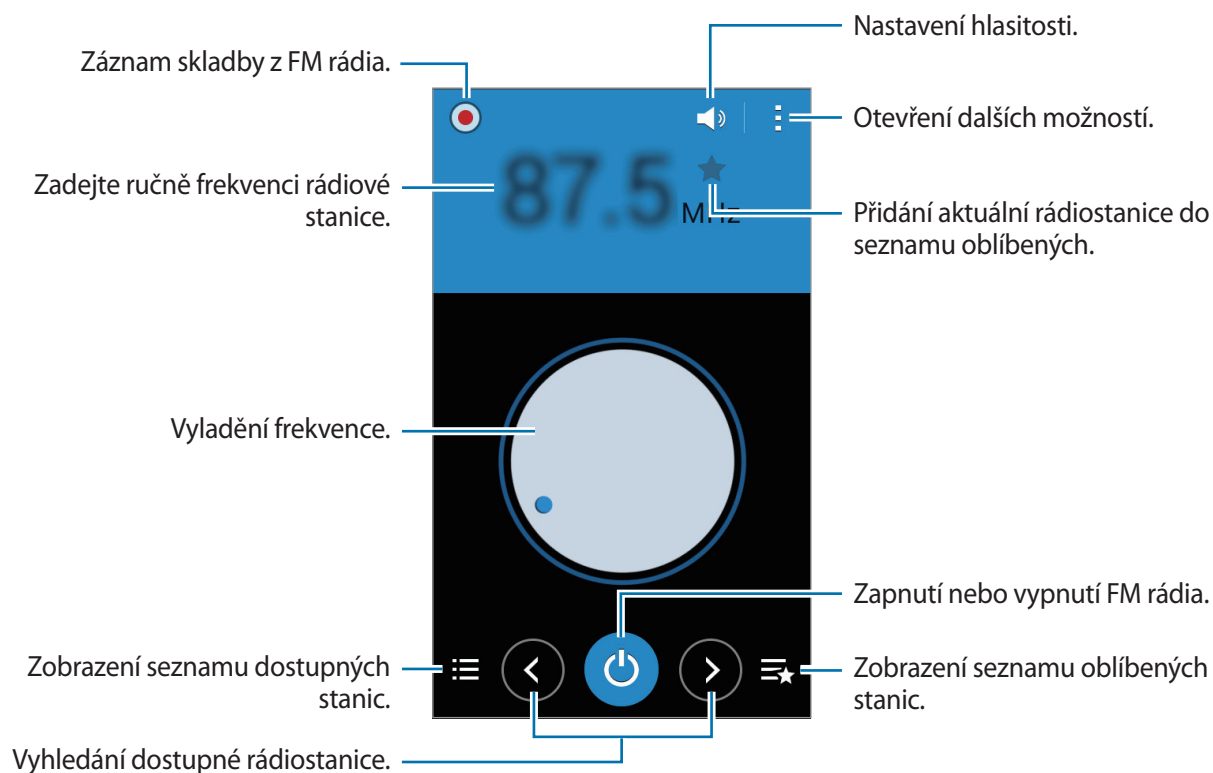 Nastavení hlasitosti.
Záznam skladby z FM rádia.
Otevření dalších možností.
Zadejte ručně frekvenci rádiové
stanice.
87.5
MHz
Přidání aktuální rádiostanice do
seznamu oblíbených.
Vyladění frekvence.
Zapnutí nebo vypnutí FM rádia.
Zobrazení seznamu dostupných
stanic.
Zobrazení seznamu oblíbených
stanic.
Vyhledání dostupné rádiostanice.